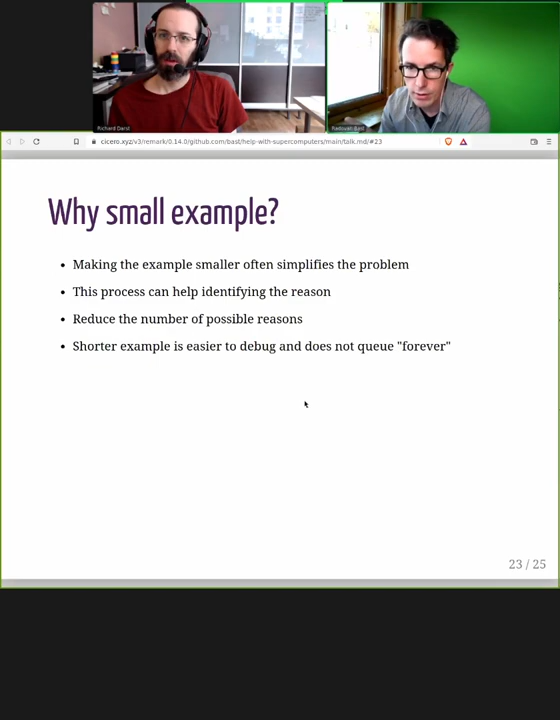 Richard Darst
Radovan Bast
cicero.xyz/v3/remark/0.14.0/github.com/bast/help-with-supercomputers/main/talk.md/#23
Why small example?
• Making the example smaller often simplifies the problem
• This process can help identifying the reason
• Reduce the number of possible reasons
• Shorter example is easier to debug and does not queue "forever"
23 / 25